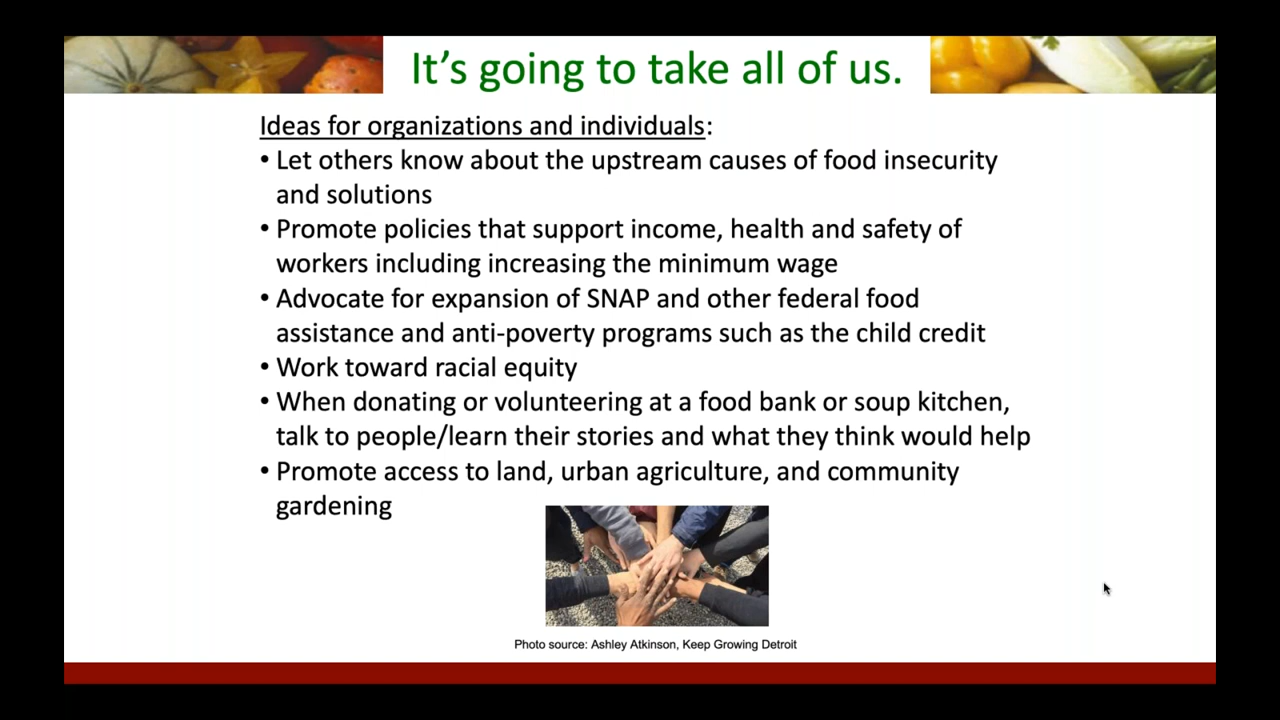 It’s going to take all of us.
Ideas for organizations and individuals:
• Let others know about the upstream causes of food insecurity
and solutions
• Promote policies that support income, health and safety of
workers including increasing the minimum wage
• Advocate for expansion of SNAP and other federal food
assistance and anti-poverty programs such as the child credit
• Work toward racial equity
• When donating or volunteering at a food bank or soup kitchen,
talk to people/learn their stories and what they think would help
• Promote access to land, urban agriculture, and community
gardening
Photo source: Ashley Atkinson, Keep Growing Detroit